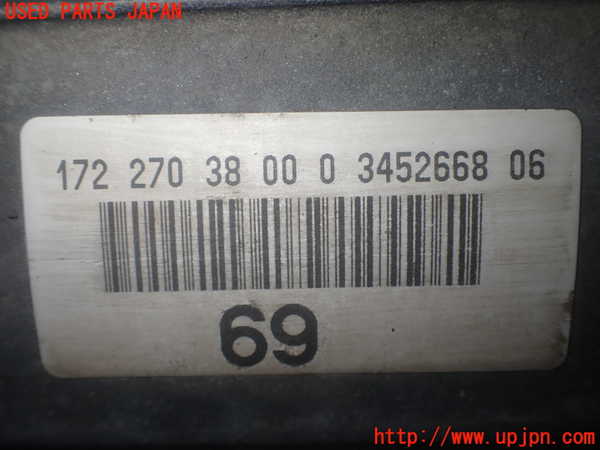 USED PARTS JAPAN
172 270 38 00 0 3452668 06
69
http://www.upjpn.com/